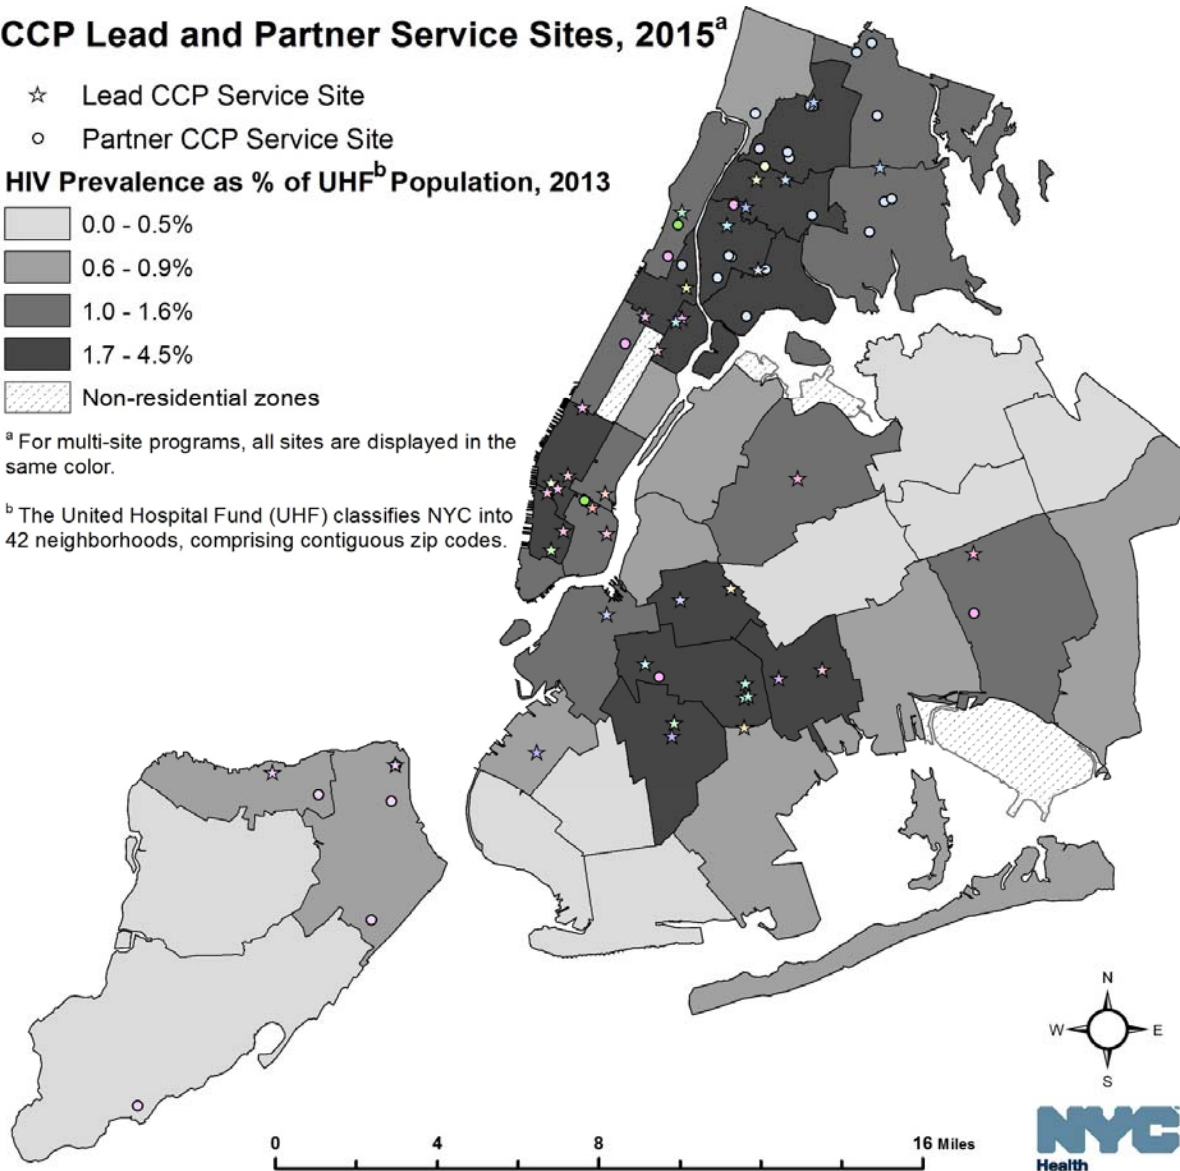 CCP Lead and Partner Service Sites, 2015a
Lead CCP Service Site
Partner CCP Service Site
HIV Prevalence as % of UHFb Population, 2013
0.0 - 0.5%
0.6 - 0.9%
1.0 - 1.6%
1.7 - 4.5%
Non-residential zones
a For multi-site programs, all sites are displayed in the
same color.
b The United Hospital Fund (UHF) classifies NYC into
42 neighborhoods, comprising contiguous zip codes.
N
W E
S
0 4 8 16 Miles
NYC
Health